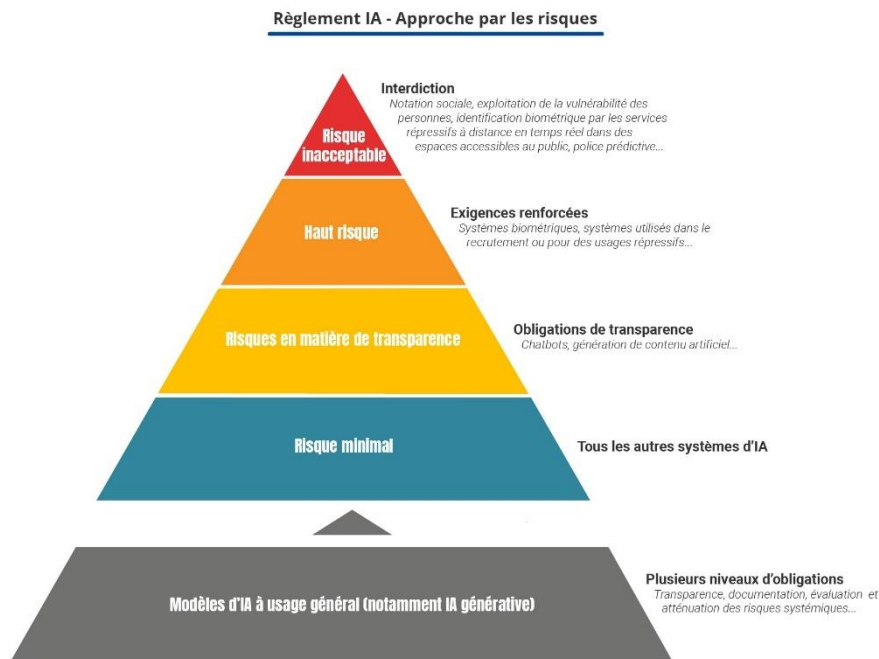 Règlement IA - Approche par les risques
Interdiction
Notation sociale, exploitation de la vulnérabilité des
personnes, identification biométrique par les services
répressifs à distance en temps réel dans des
espaces accessibles au public, police prédictive...
Risque
inacceptable
Exigences renforcées
Systèmes biométriques, systèmes utilisés dans le
recrutement ou pour des usages répressifs...
Haut risque
Obligations de transparence
Chatbots, génération de contenu artificiel...
Risques en matière de transparence
Risque minimal
Tous les autres systèmes d'IA
Plusieurs niveaux d'obligations
Transparence, documentation, évaluation et
atténuation des risques systémiques...
Modèles d'IA à usage général (notamment IA générative)